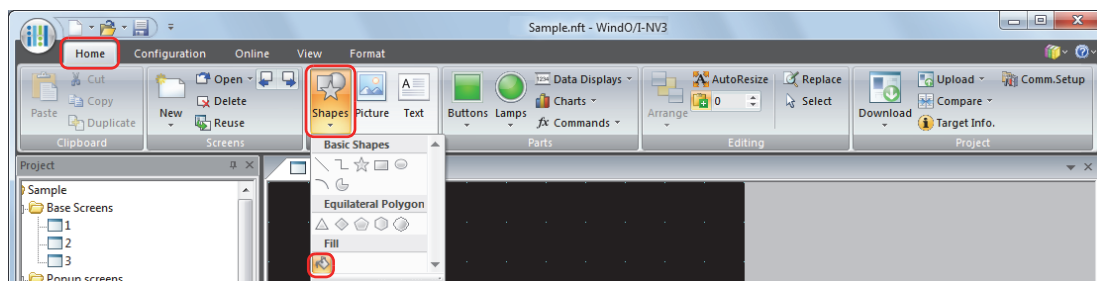 Sample.nft - WindO/I-NV3
Home Configuration Online View Format
Cut Open Data Displays AutoResize Replace Upload Comm.Setup
Copy Delete Charts 0 Select Compare
Paste Duplicate New Reuse Shapes Picture Text Buttons Lamps fx Commands Arrange Download Target Info.
Clipboard Screens Parts Editing Project
Project
Basic Shapes
Sample
Base Screens
Equilateral Polygon
1
2
Fill
3
Popup screens